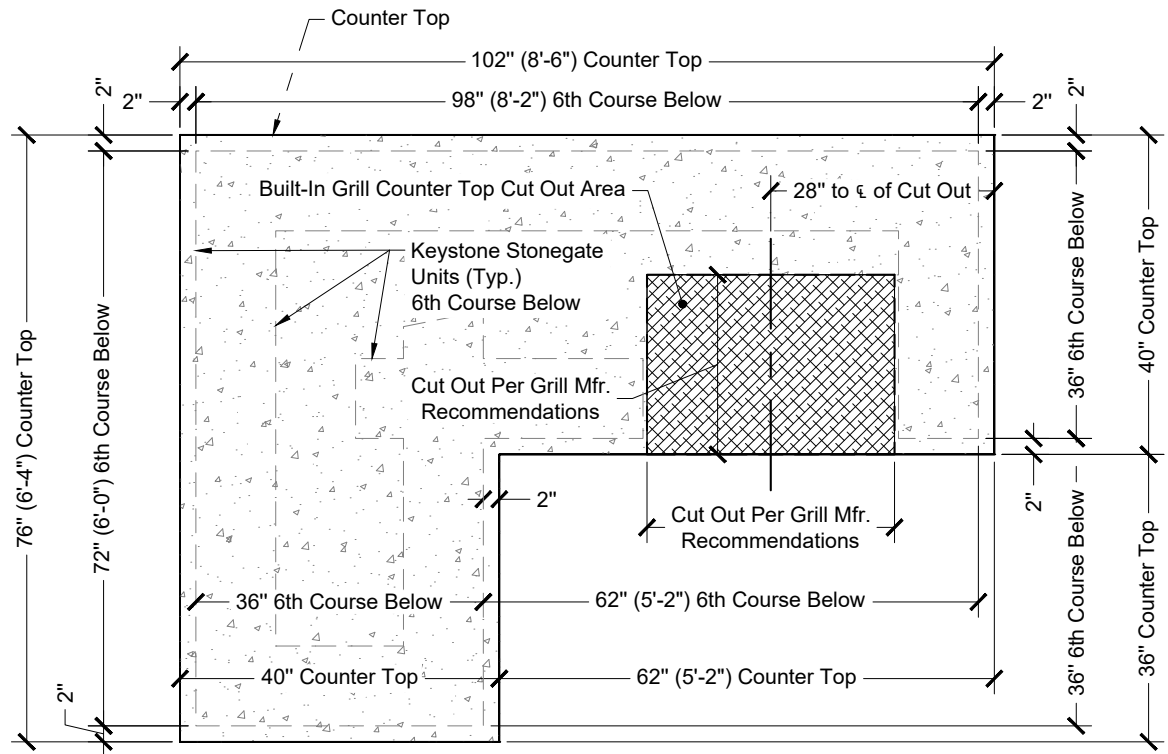 Counter Top
102" (8'-6") Counter Top
2"
98" (8'-2") 6th Course Below
2"
2"
2"
Built-In Grill Counter Top Cut Out Area
28" to ℄ of Cut Out
Keystone Stonegate
Units (Typ.)
6th Course Below
Cut Out Per Grill Mfr.
Recommendations
76" (6'-4") Counter Top
72" (6'-0") 6th Course Below
36" 6th Course Below
40" Counter Top
2"
Cut Out Per Grill Mfr.
Recommendations
2"
36" 6th Course Below
62" (5'-2") 6th Course Below
36" 6th Course Below
36" Counter Top
40" Counter Top
62" (5'-2") Counter Top
2"